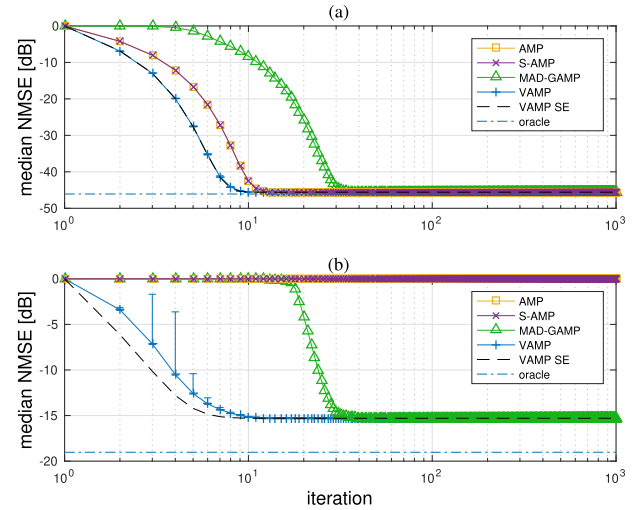 (a)
median NMSE [dB]
0
-10
-20
-30
-40
-50
AMP
S-AMP
MAD-GAMP
VAMP
VAMP SE
oracle
10^0 10^1 10^2 10^3
(b)
median NMSE [dB]
0
-5
-10
-15
-20
AMP
S-AMP
MAD-GAMP
VAMP
VAMP SE
oracle
10^0 10^1 10^2 10^3
iteration